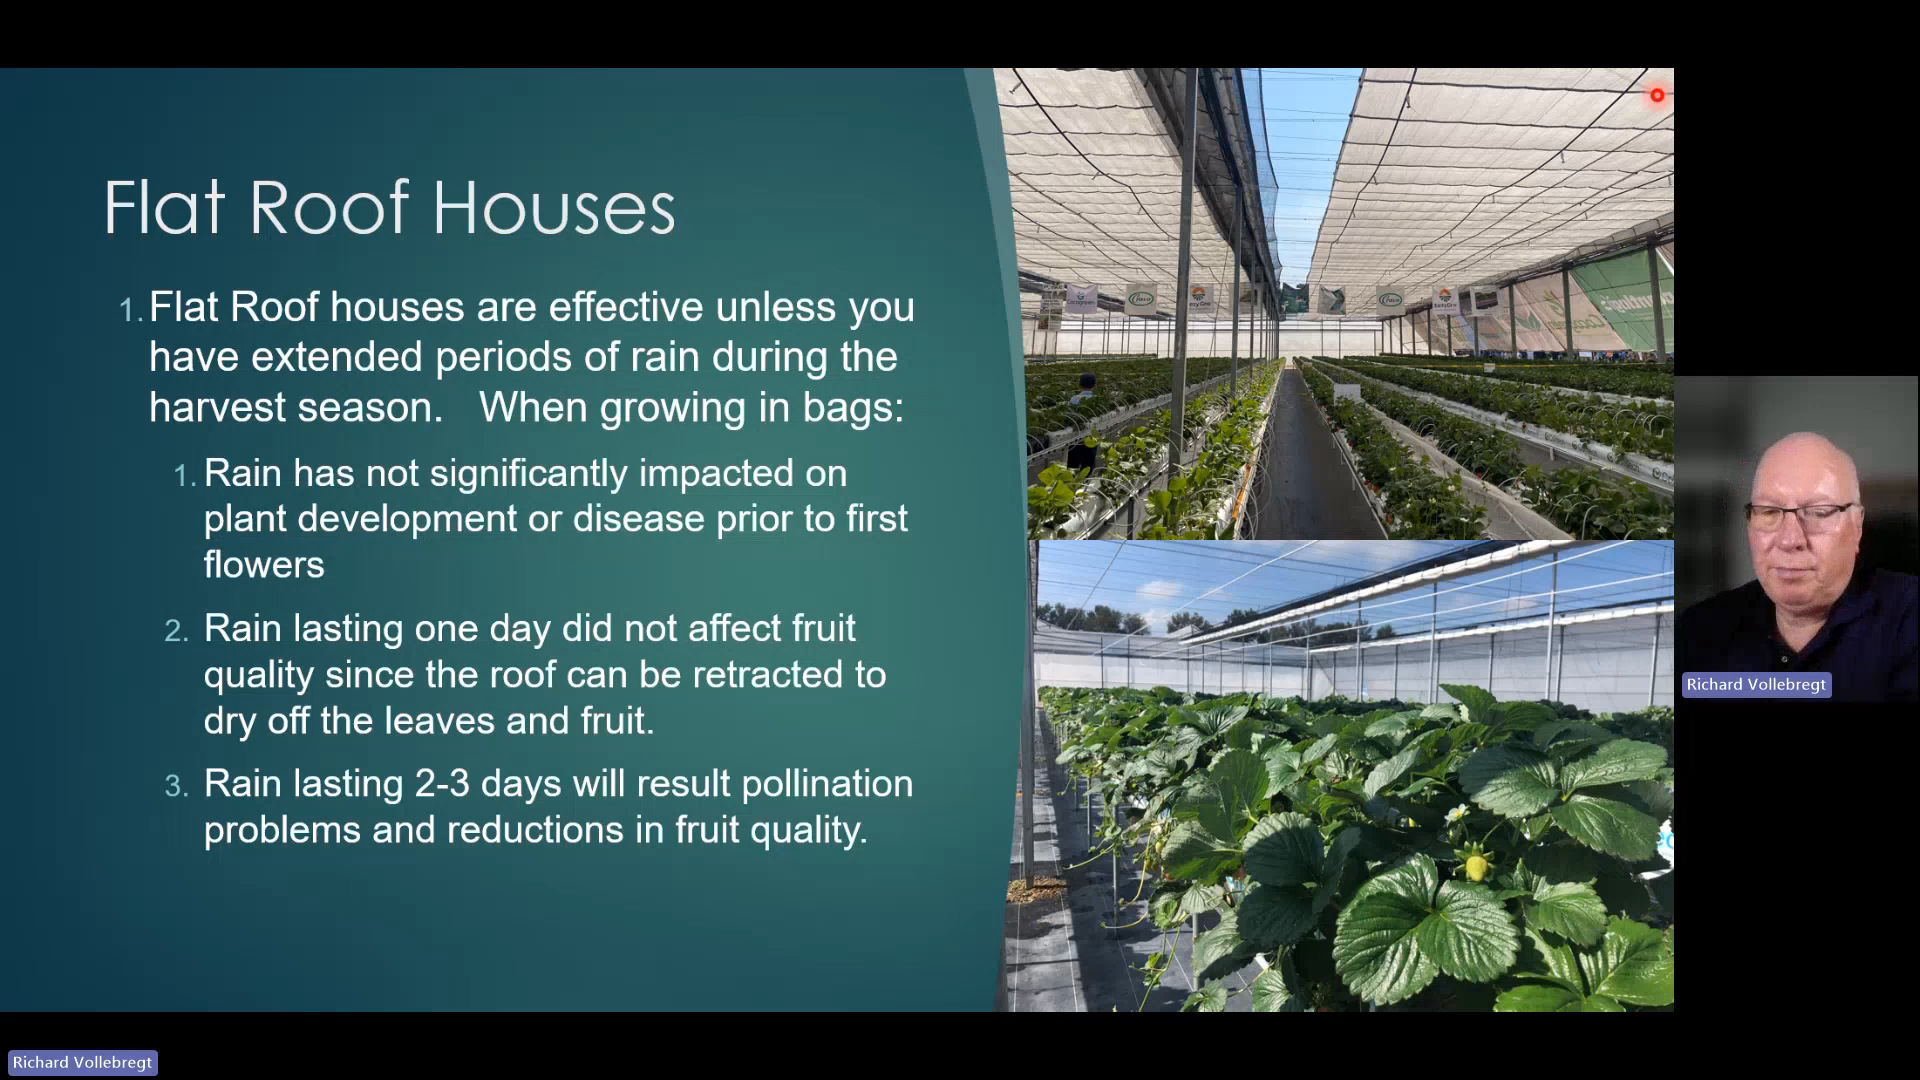 Flat Roof Houses
1. Flat Roof houses are effective unless you
have extended periods of rain during the
harvest season. When growing in bags:
1. Rain has not significantly impacted on
plant development or disease prior to first
flowers
2. Rain lasting one day did not affect fruit
quality since the roof can be retracted to
dry off the leaves and fruit.
3. Rain lasting 2-3 days will result pollination
problems and reductions in fruit quality.
Richard Vollebregt
Richard Vollebregt